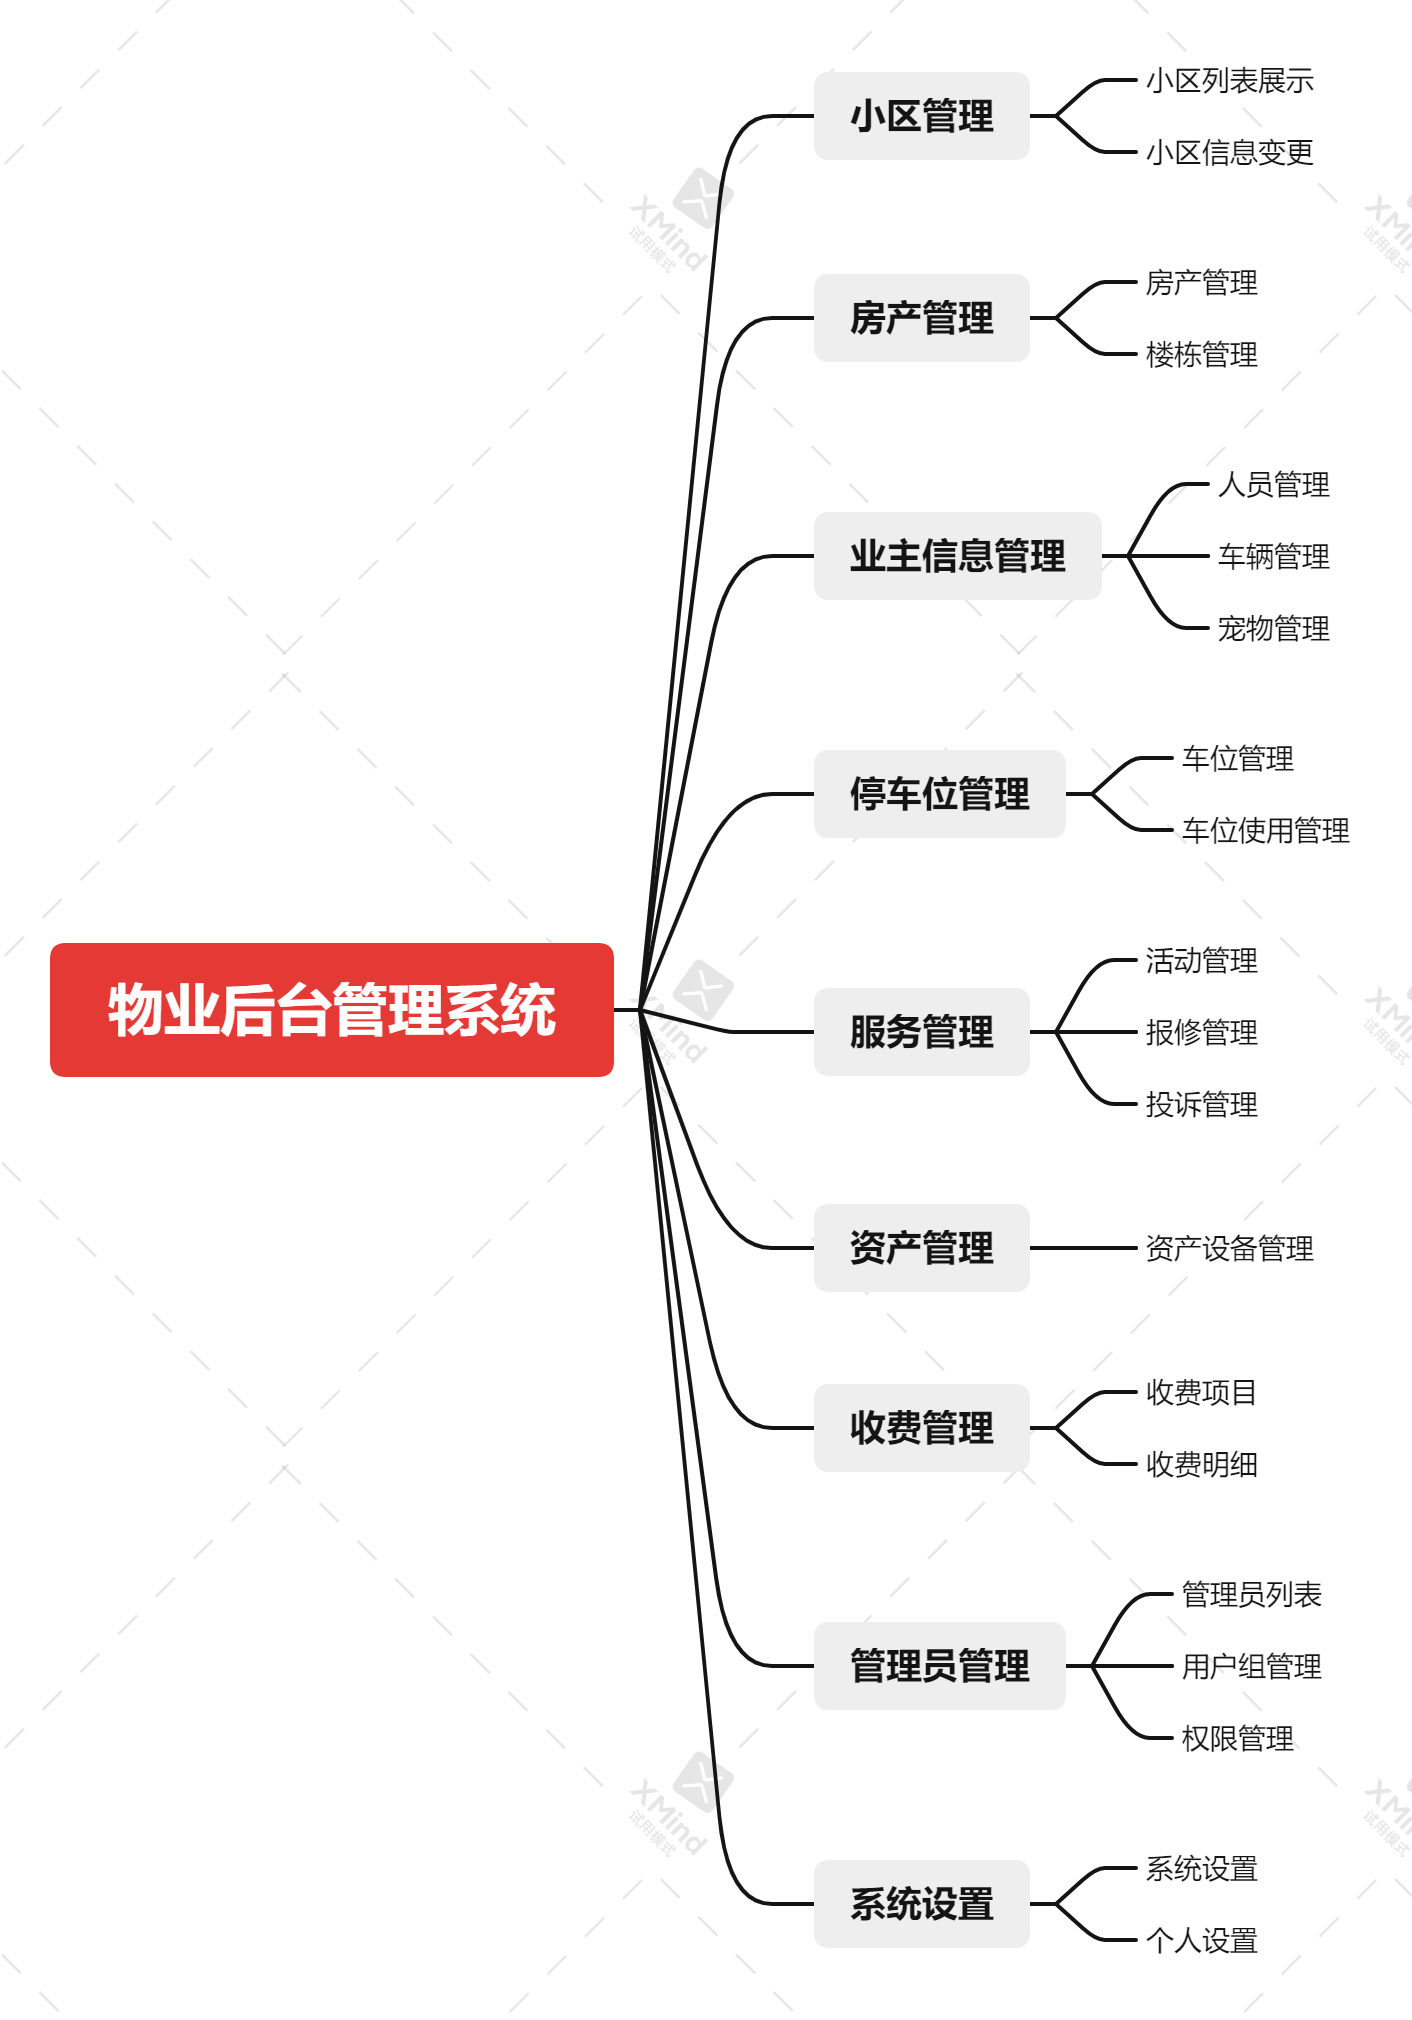 小区管理
小区列表展示
小区信息变更
XMind
试用模式
房产管理
房产管理
楼栋管理
业主信息管理
人员管理
车辆管理
宠物管理
停车位管理
车位管理
车位使用管理
物业后台管理系统
服务管理
活动管理
报修管理
投诉管理
资产管理
资产设备管理
收费管理
收费项目
收费明细
管理员管理
管理员列表
用户组管理
权限管理
XMind
试用模式
系统设置
系统设置
个人设置